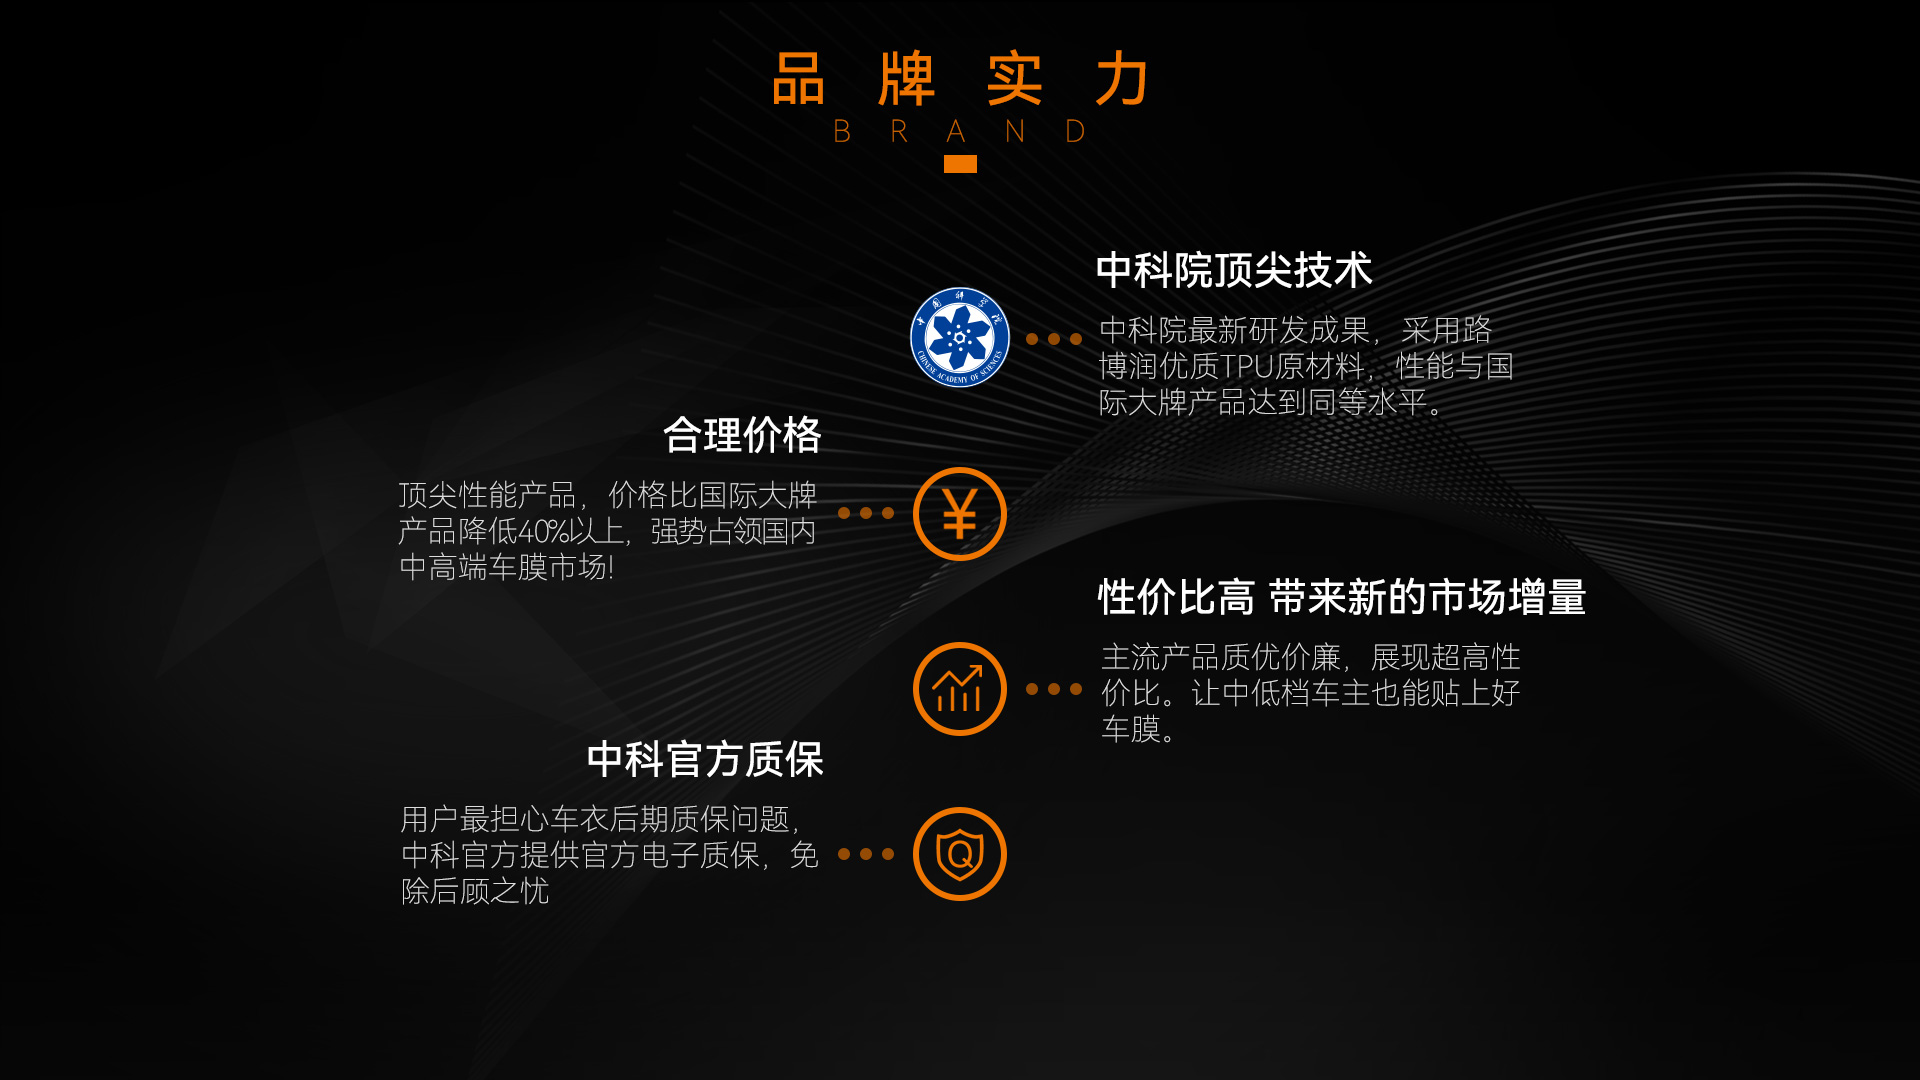 品牌实力
BRAND
中科院顶尖技术
中国科学院
CHINESE ACADEMY OF SCIENCES
中科院最新研发成果，采用路
博润优质TPU原材料，性能与国
际大牌产品达到同等水平。
合理价格
顶尖性能产品，价格比国际大牌
产品降低40%以上，强势占领国内
中高端车膜市场!
¥
性价比高 带来新的市场增量
主流产品质优价廉，展现超高性
价比。让中低档车主也能贴上好
车膜。
中科官方质保
用户最担心车衣后期质保问题，
中科官方提供官方电子质保，免
除后顾之忧
Q